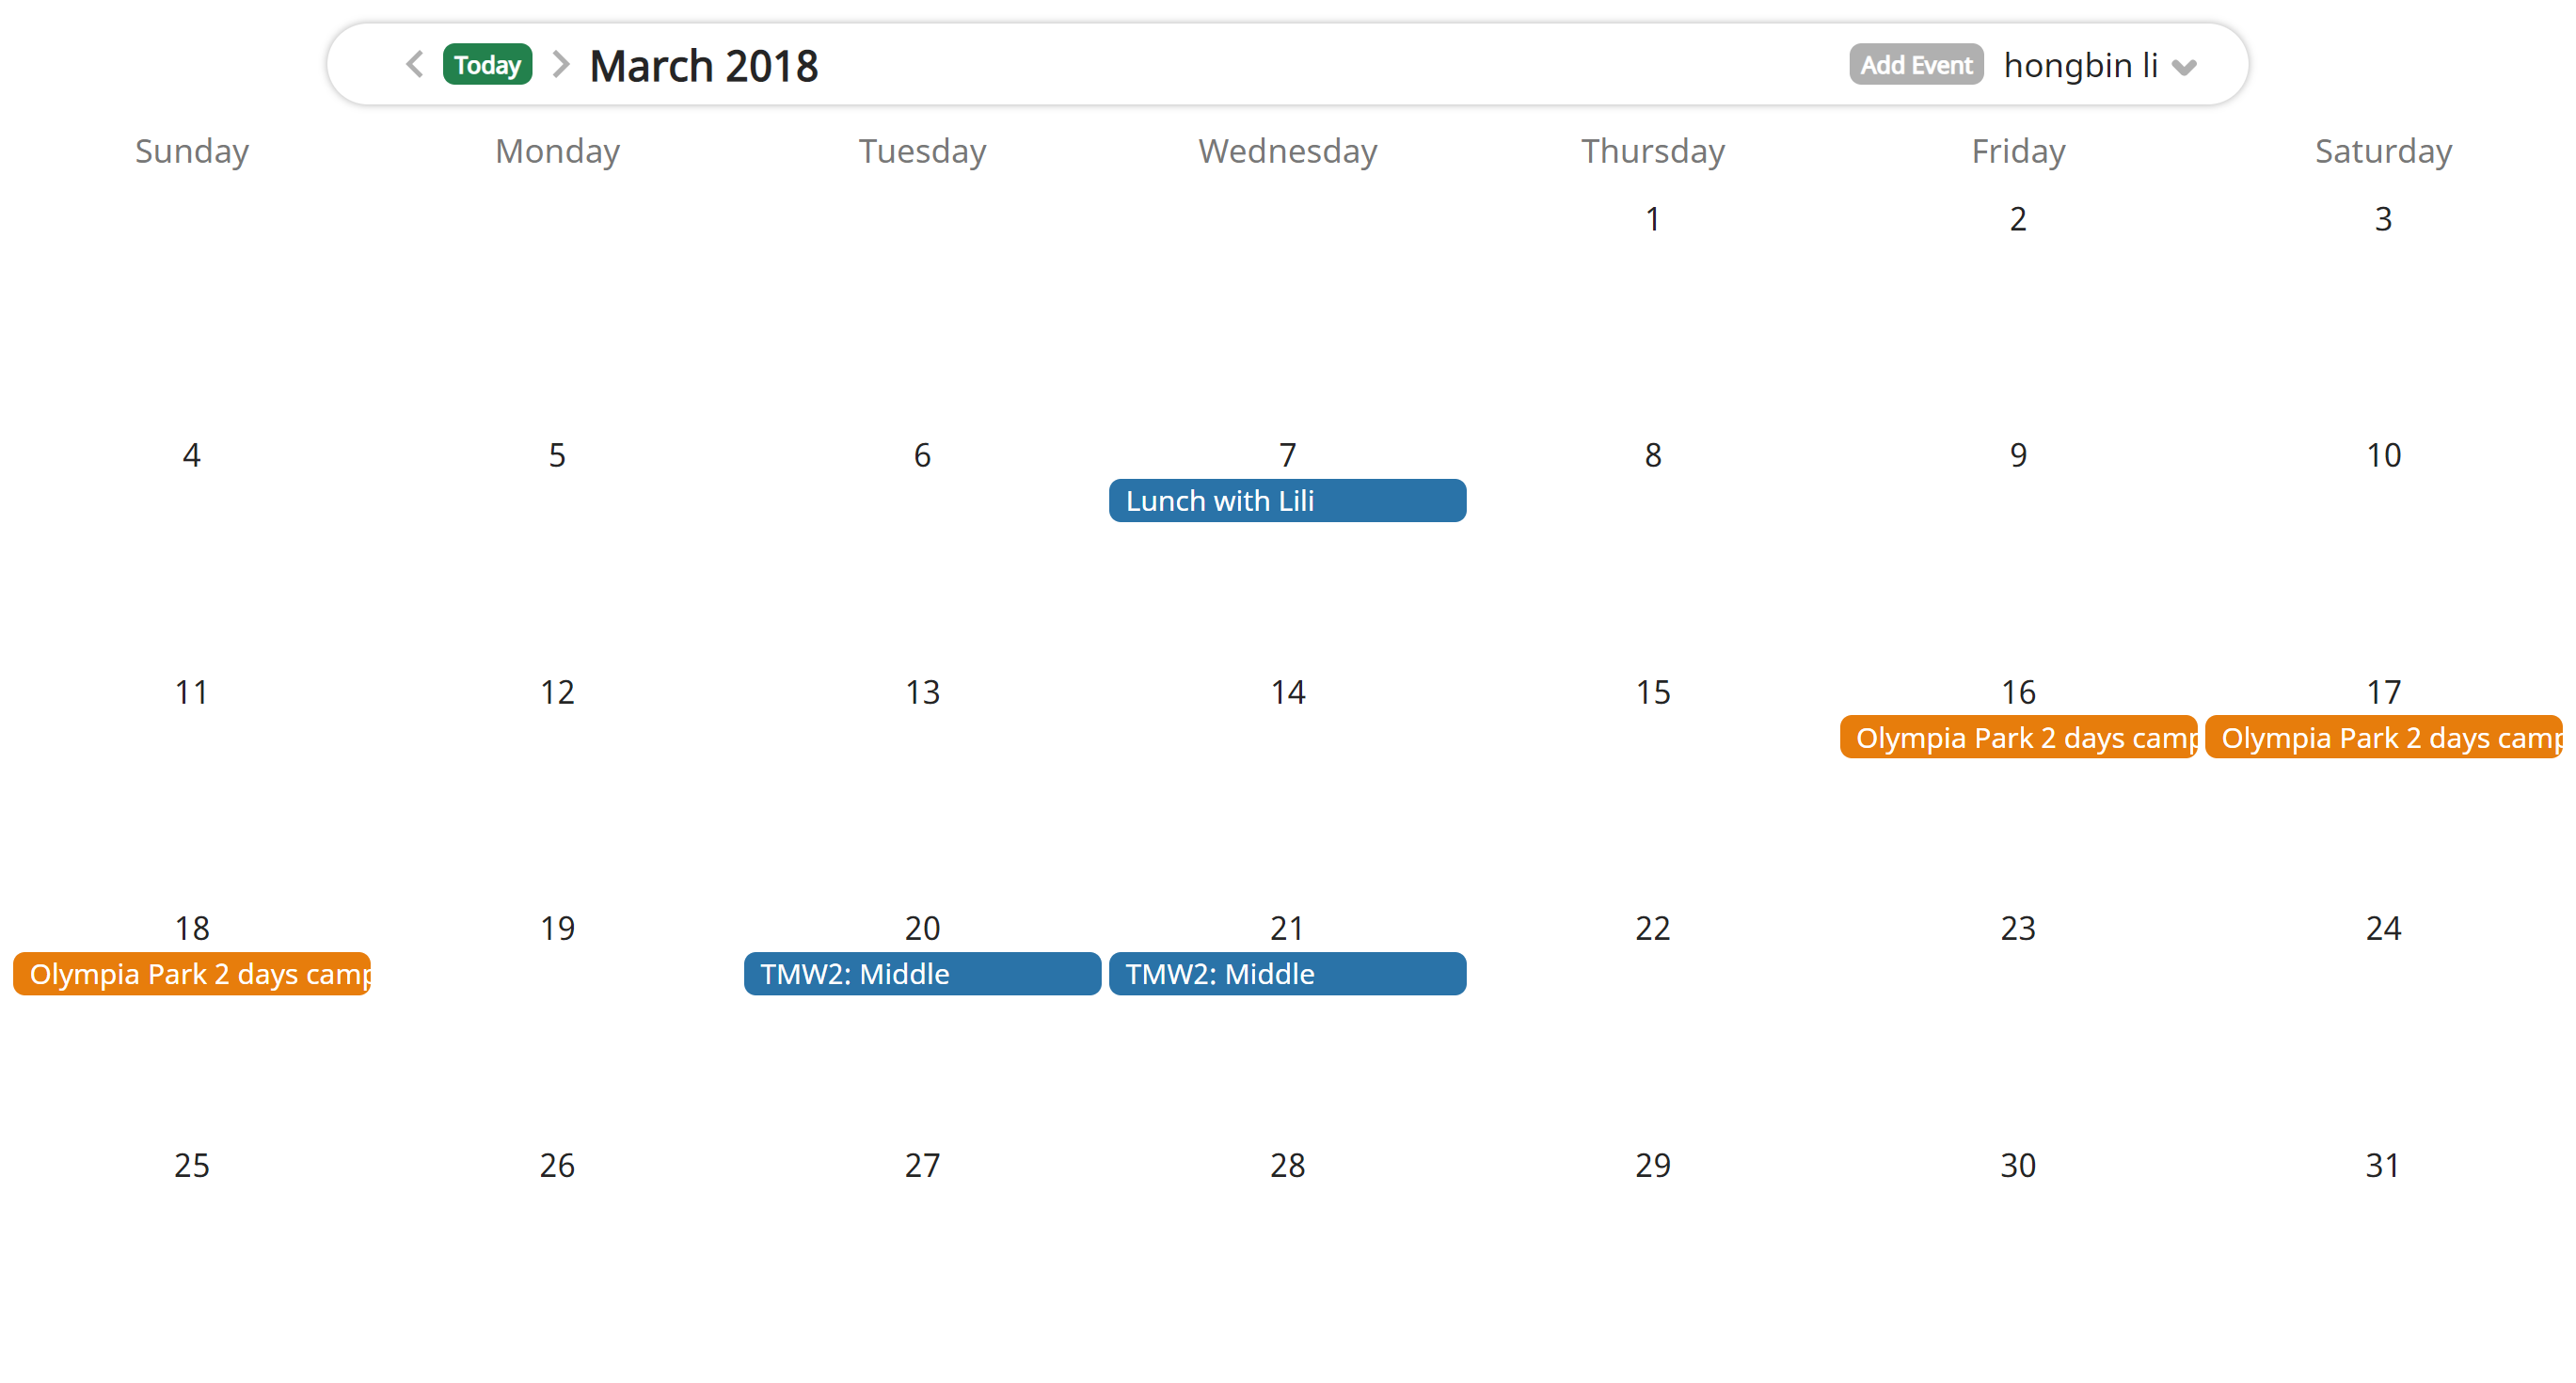 Today March 2018 Add Event hongbin li
Sunday Monday Tuesday Wednesday Thursday Friday Saturday
1 2 3
4 5 6 7 8 9 10
Lunch with Lili
11 12 13 14 15 16 17
Olympia Park 2 days camp Olympia Park 2 days camp
18 19 20 21 22 23 24
Olympia Park 2 days camp TMW2: Middle TMW2: Middle
25 26 27 28 29 30 31